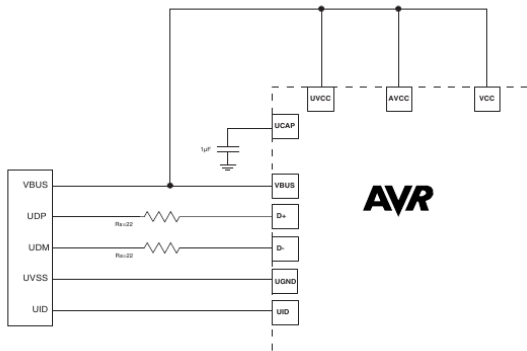 UVCC
AVCC
VCC
UCAP
1µF
VBUS
VBUS
UDP
Rs=22
D+
UDM
Rs=22
D-
UVSS
UGND
UID
UID
AVR